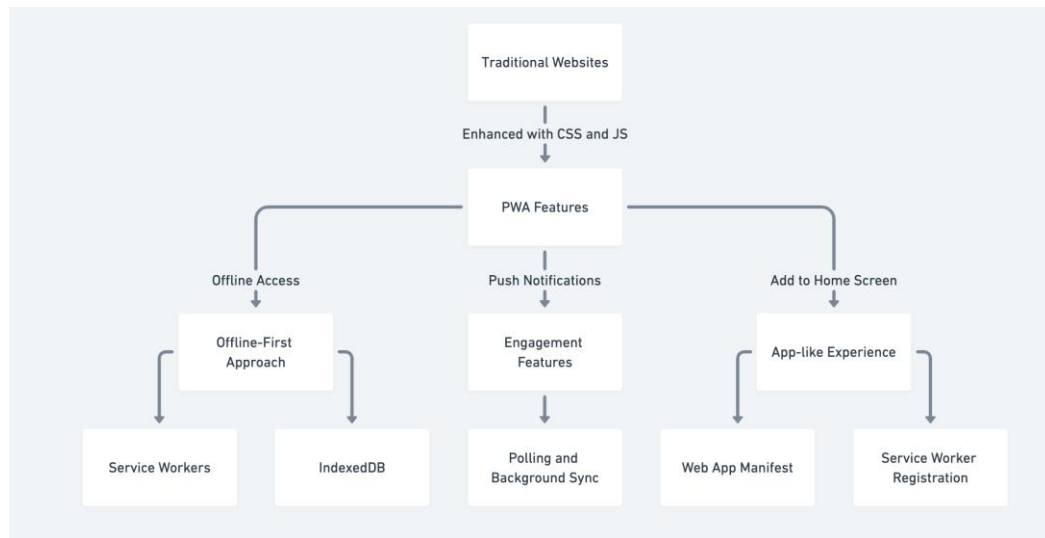 Traditional Websites
Enhanced with CSS and JS
PWA Features
Offline Access
Push Notifications
Add to Home Screen
Offline-First
Approach
Engagement
Features
App-like Experience
Service Workers
IndexedDB
Polling and
Background Sync
Web App Manifest
Service Worker
Registration